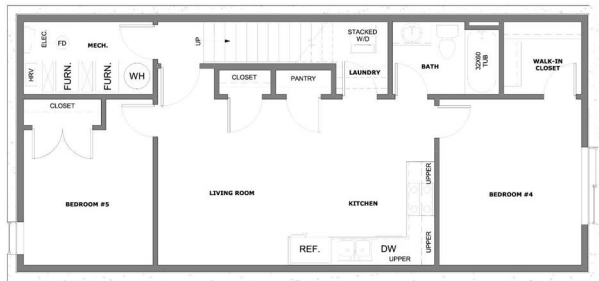 ELEC.
FD
MECH.
HRV
FURN.
FURN.
WH
UP
STACKED
W/D
LAUNDRY
BATH
32X60
TUB
WALK-IN
CLOSET
CLOSET
CLOSET
PANTRY
BEDROOM #5
LIVING ROOM
KITCHEN
BEDROOM #4
UPPER
UPPER
REF.
DW
UPPER